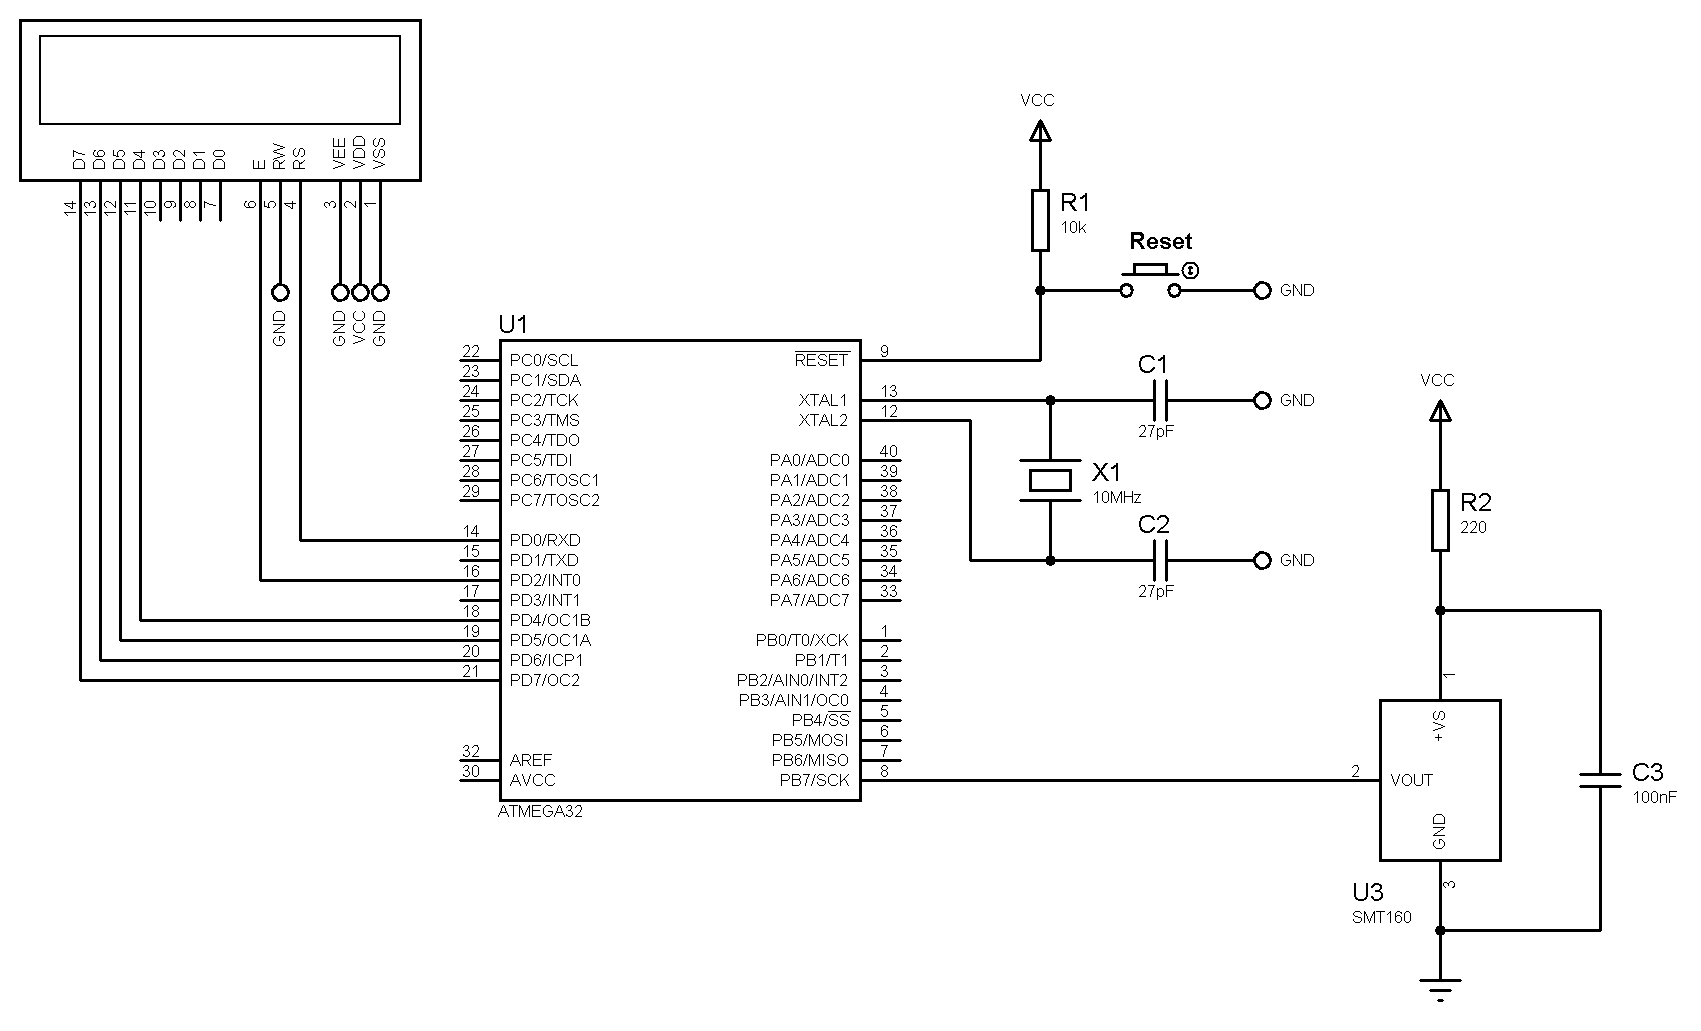 D7
D6
D5
D4
D3
D2
D1
D0
E
RW
RS
VEE
VDD
VSS
14
13
12
11
10
9
8
7
6
5
4
3
2
1
GND
GND
VCC
GND
VCC
R1
10k
Reset
GND
U1
22 PC0/SCL
23 PC1/SDA
24 PC2/TCK
25 PC3/TMS
26 PC4/TDO
27 PC5/TDI
28 PC6/TOSC1
29 PC7/TOSC2
14 PD0/RXD
15 PD1/TXD
16 PD2/INT0
17 PD3/INT1
18 PD4/OC1B
19 PD5/OC1A
20 PD6/ICP1
21 PD7/OC2
32 AREF
30 AVCC
RESET 9
XTAL1 13
XTAL2 12
PA0/ADC0 40
PA1/ADC1 39
PA2/ADC2 38
PA3/ADC3 37
PA4/ADC4 36
PA5/ADC5 35
PA6/ADC6 34
PA7/ADC7 33
PB0/T0/XCK 1
PB1/T1 2
PB2/AIN0/INT2 3
PB3/AIN1/OC0 4
PB4/SS 5
PB5/MOSI 6
PB6/MISO 7
PB7/SCK 8
ATMEGA32
C1
27pF
GND
X1
10MHz
C2
27pF
GND
VCC
R2
220
1
+VS
2
VOUT
GND
3
U3
SMT160
C3
100nF